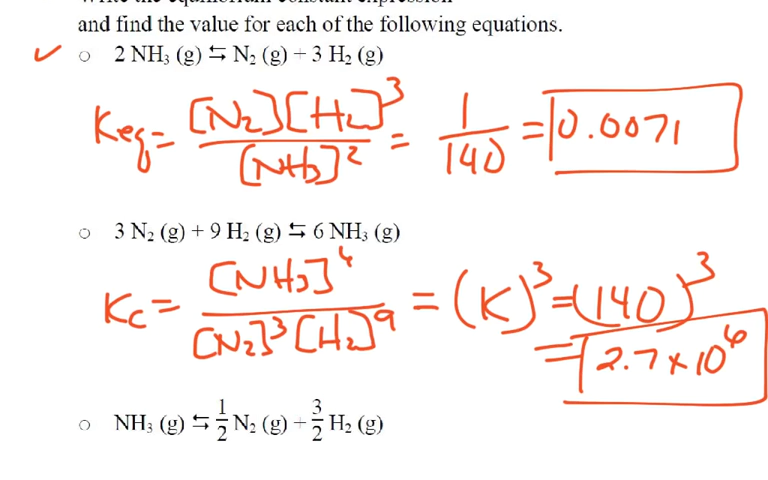 and find the value for each of the following equations.
✓ ○ 2 NH₃ (g) ⇆ N₂ (g) + 3 H₂ (g)
Keq = [N₂][H₂]³ / [NH₃]² = 1/140 = 0.0071
○ 3 N₂ (g) + 9 H₂ (g) ⇆ 6 NH₃ (g)
Kc = [NH₃]⁶ / [N₂]³[H₂]⁹ = (K)³ = (140)³
= 2.7 x 10⁶
○ NH₃ (g) ⇆ 1/2 N₂ (g) + 3/2 H₂ (g)